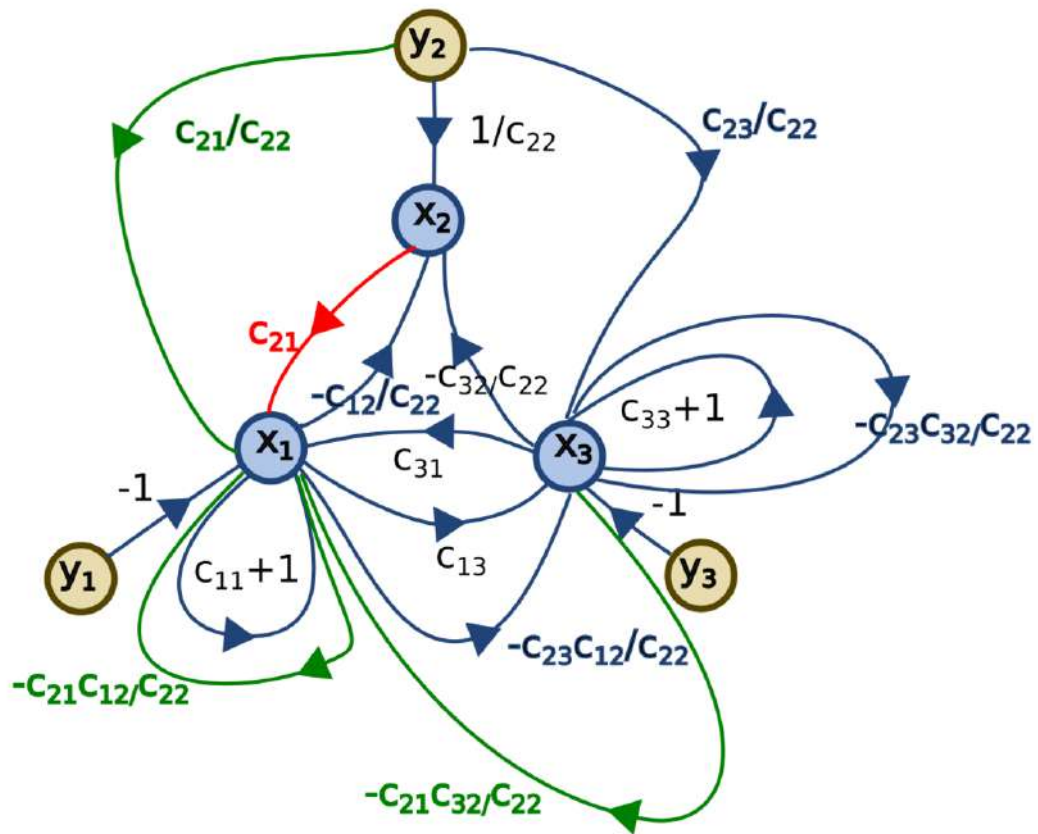 y₂
c₂₁/c₂₂
1/c₂₂
c₂₃/c₂₂
x₂
c₂₁
-c₁₂/c₂₂
-c₃₂/c₂₂
c₃₃+1
-c₂₃c₃₂/c₂₂
x₁
c₃₁
x₃
-1
c₁₃
-1
y₁
c₁₁+1
y₃
-c₂₃c₁₂/c₂₂
-c₂₁c₁₂/c₂₂
-c₂₁c₃₂/c₂₂